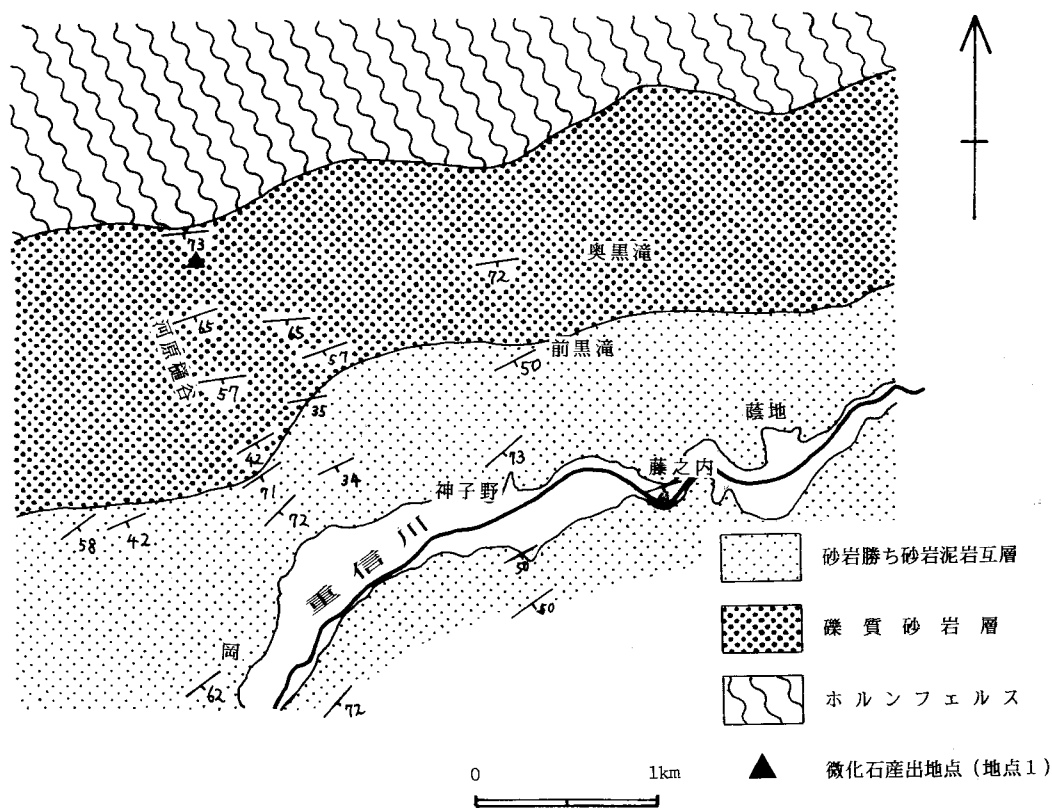 73
奥黒滝
72
65
65
河原樋谷
57
前黒滝
50
57
35
蔭地
42
73
藤之内
34
71
神子野
72
58
42
重信川
50
50
岡
62
72
砂岩勝ち砂岩泥岩互層
礫質砂岩層
ホルンフェルス
微化石産出地点(地点1)
0 1km